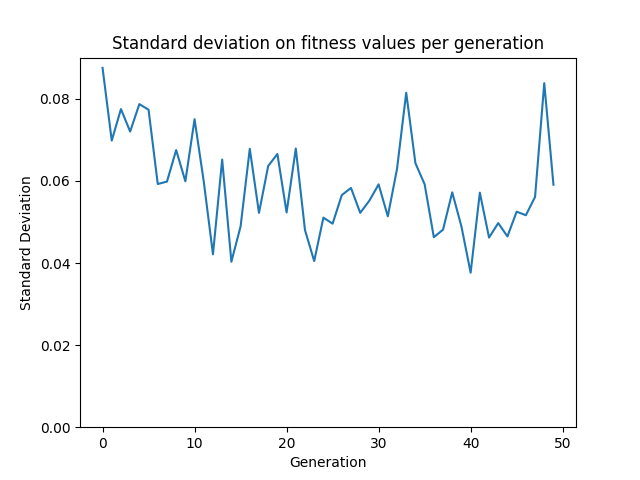 Standard deviation on fitness values per generation
Standard Deviation
0.08
0.06
0.04
0.02
0.00
0 10 20 30 40 50
Generation